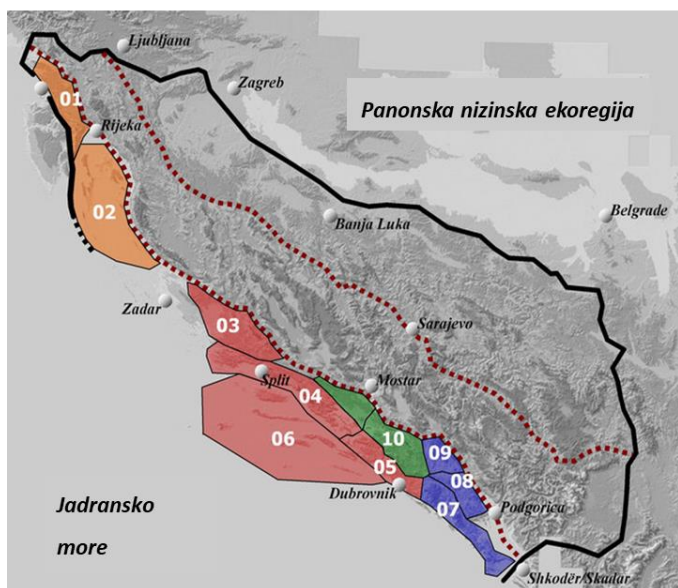 Ljubljana
Zagreb
Panonska nizinska ekoregija
01
Rijeka
02
Banja Luka
Belgrade
Zadar
03
Sarajevo
Split
Mostar
04
06
10
09
05
08
Dubrovnik
07
Podgorica
Jadransko
more
Shkodër/Skadar